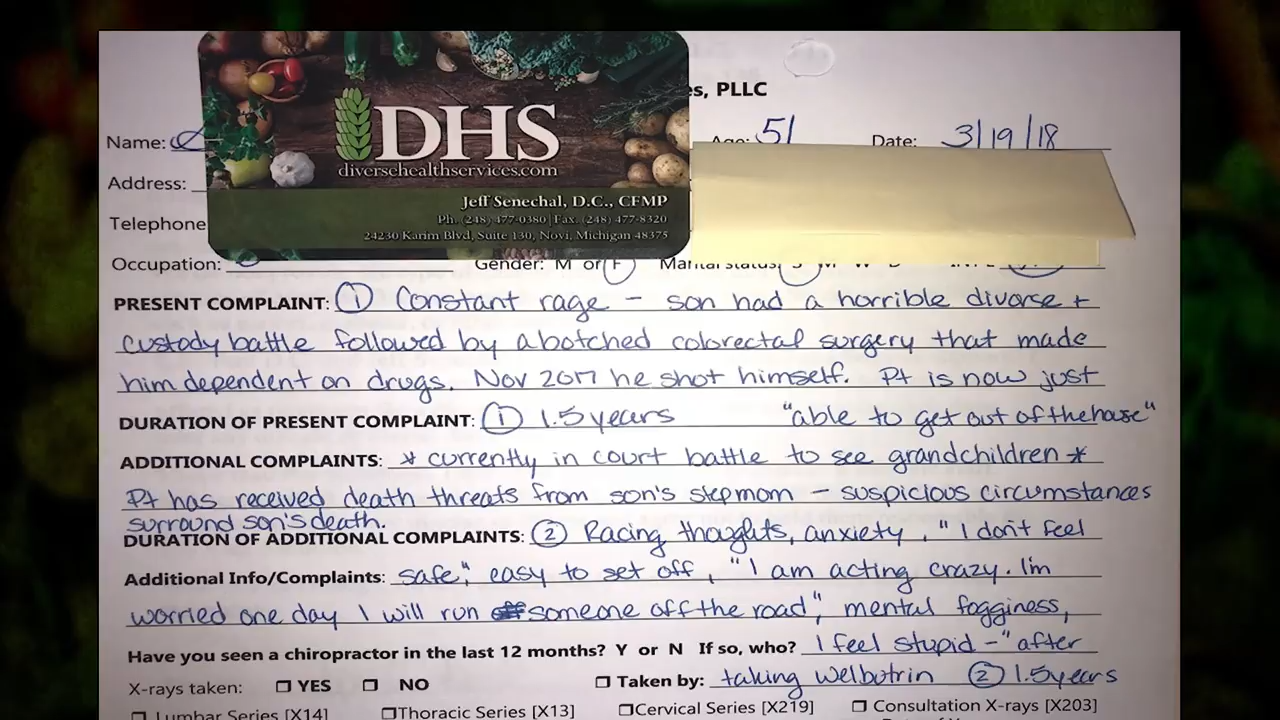 es, PLLC
DHS
diversehealthservices.com
Jeff Senechal, D.C., CFMP
Ph. (248) 477-0380 | Fax. (248) 477-8320
24230 Karim Blvd, Suite 130, Novi, Michigan 48375
Name: Age: 51 Date: 3/19/18
Address:
Telephone
Occupation: Gender: M or F Marital status: S M W D
PRESENT COMPLAINT: ① Constant rage – son had a horrible divorce +
custody battle followed by a botched colorectal surgery that made
him dependent on drugs. Nov 2017 he shot himself. Pt is now just
DURATION OF PRESENT COMPLAINT: ① 1.5 years "able to get out of the house"
ADDITIONAL COMPLAINTS: * currently in court battle to see grandchildren *
Pt has received death threats from son's stepmom – suspicious circumstances
surround son's death.
DURATION OF ADDITIONAL COMPLAINTS: ② Racing thoughts, anxiety, "I don't feel
Additional Info/Complaints: safe", easy to set off, "I am acting crazy. I'm
worried one day I will run someone off the road", mental fogginess,
Have you seen a chiropractor in the last 12 months? Y or N If so, who? I feel stupid –" after
X-rays taken: ☐ YES ☐ NO ☐ Taken by: taking Welbutrin ② 1.5 years
☐ Lumbar Series [X14] ☐ Thoracic Series [X13] ☐ Cervical Series [X219] ☐ Consultation X-rays [X203]